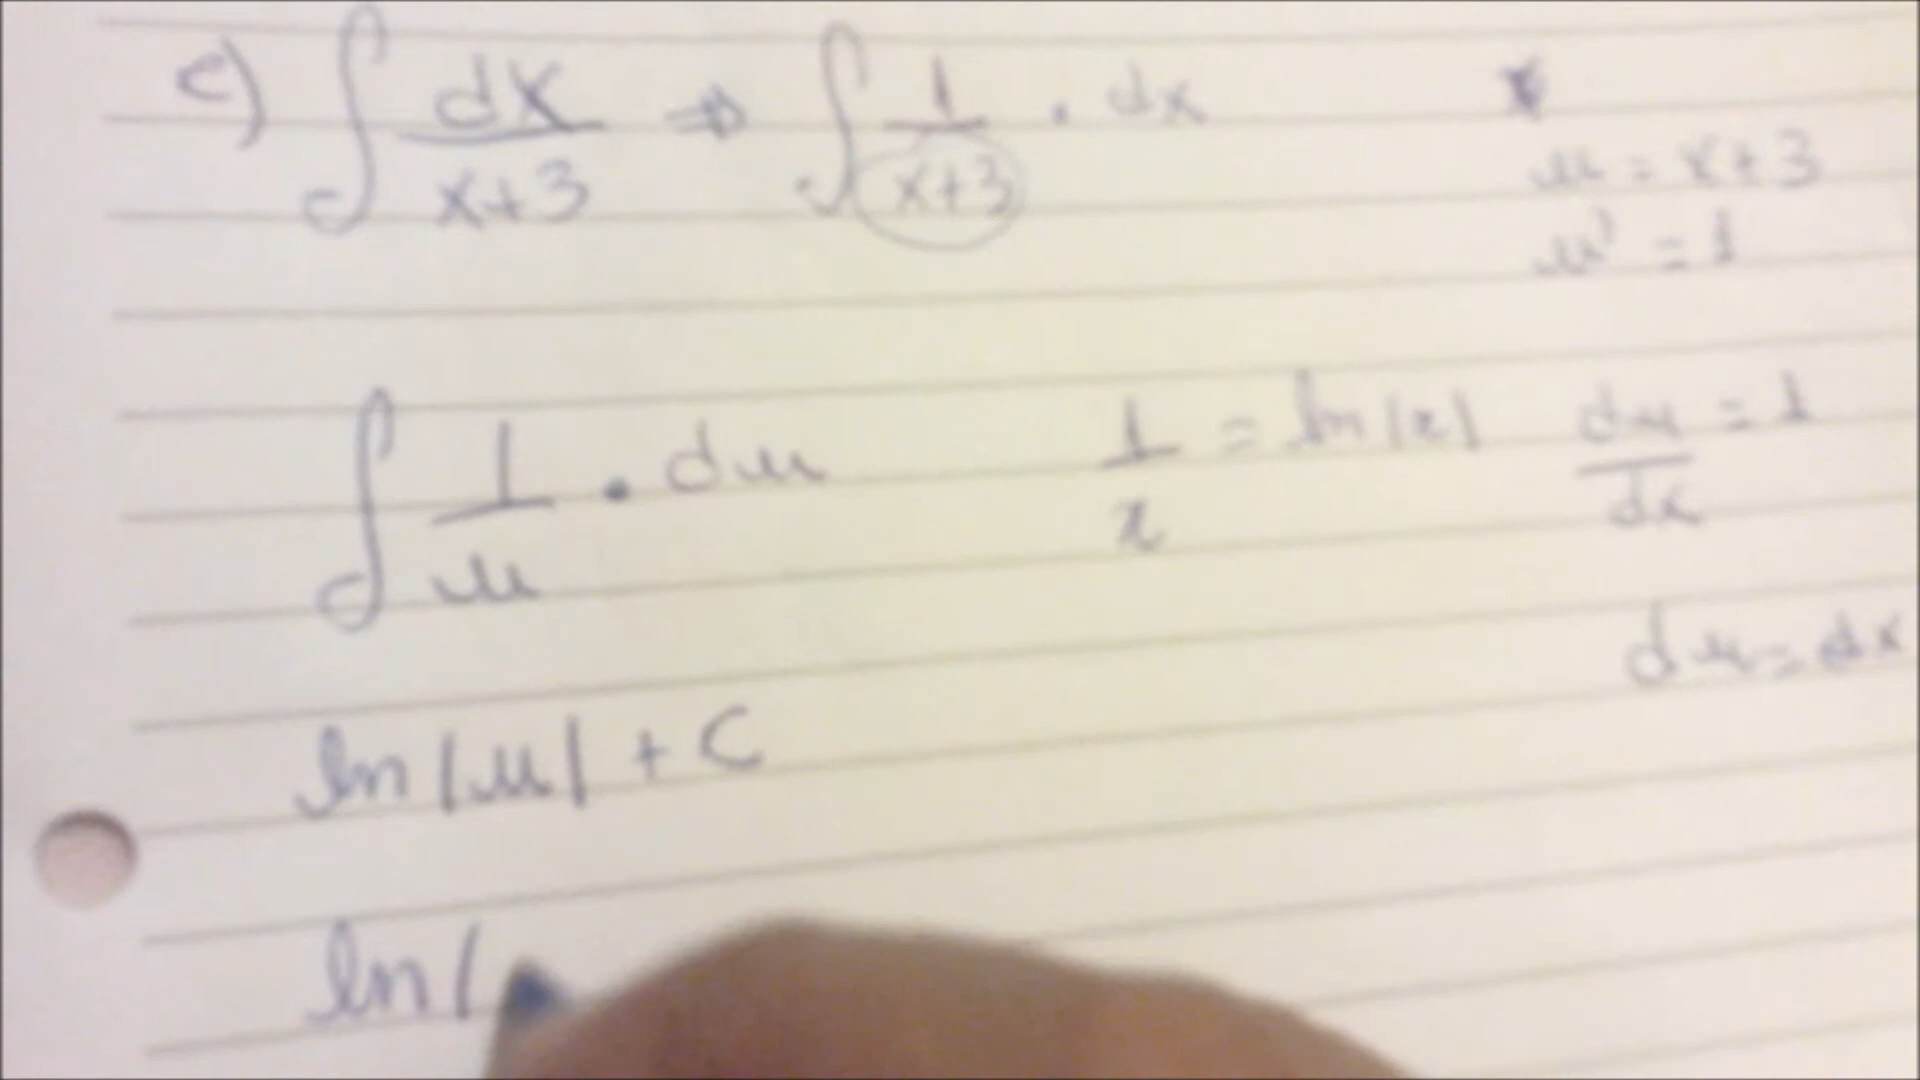 c) ∫ dx/(x+3) ⇒ ∫ 1/(x+3) · dx
u = x+3
u' = 1
∫ 1/u · du
1/x = ln|x|
du/dx = 1
du = dx
ln|u| + C
ln|